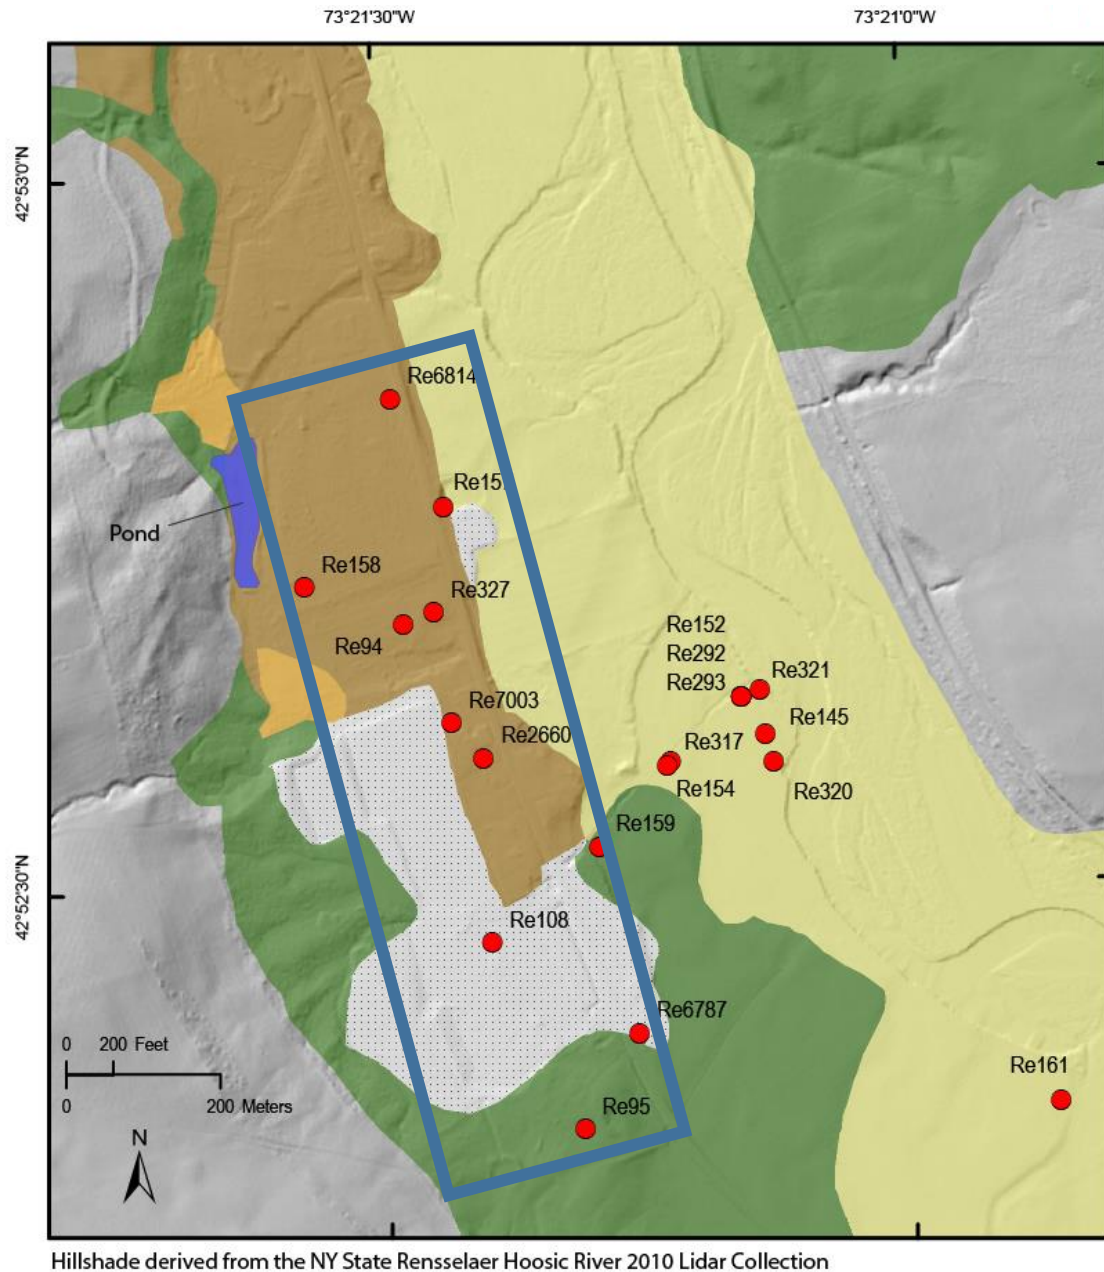 73°21'30"W
73°21'0"W
42°53'0"N
Re6814
Re15
Pond
Re158
Re327
Re94
Re152
Re292
Re293
Re321
Re7003
Re145
Re2660
Re317
Re154
Re320
Re159
42°52'30"N
Re108
Re6787
0 200 Feet
0 200 Meters
Re161
Re95
N
Hillshade derived from the NY State Rensselaer Hoosic River 2010 Lidar Collection